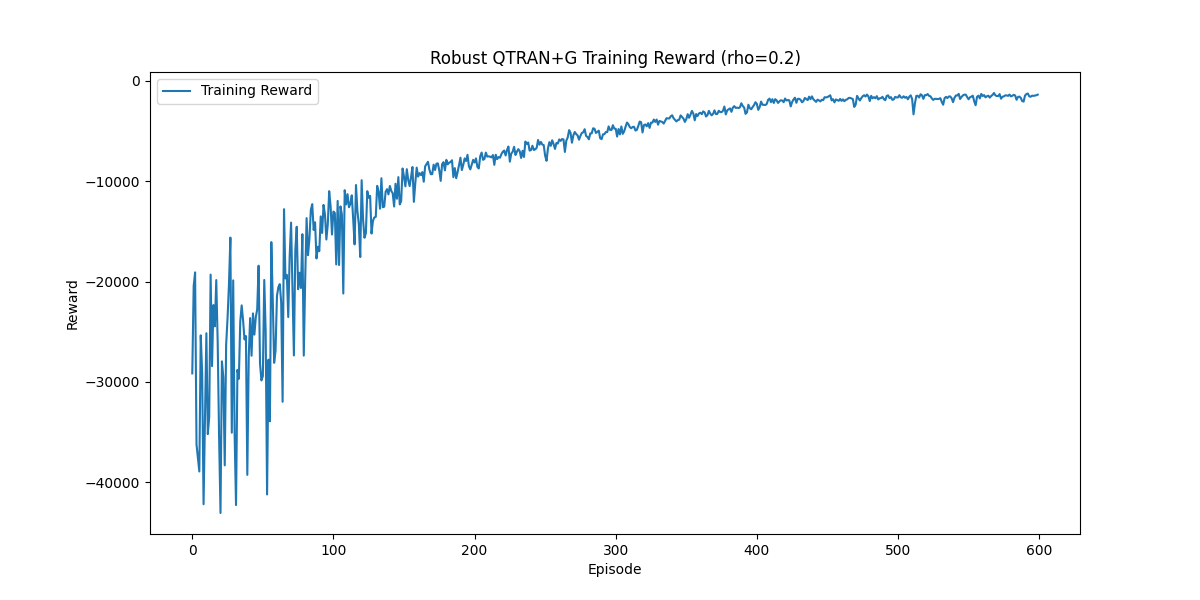 Robust QTRAN+G Training Reward (rho=0.2)
Training Reward
0
−10000
−20000
−30000
−40000
Reward
0 100 200 300 400 500 600
Episode